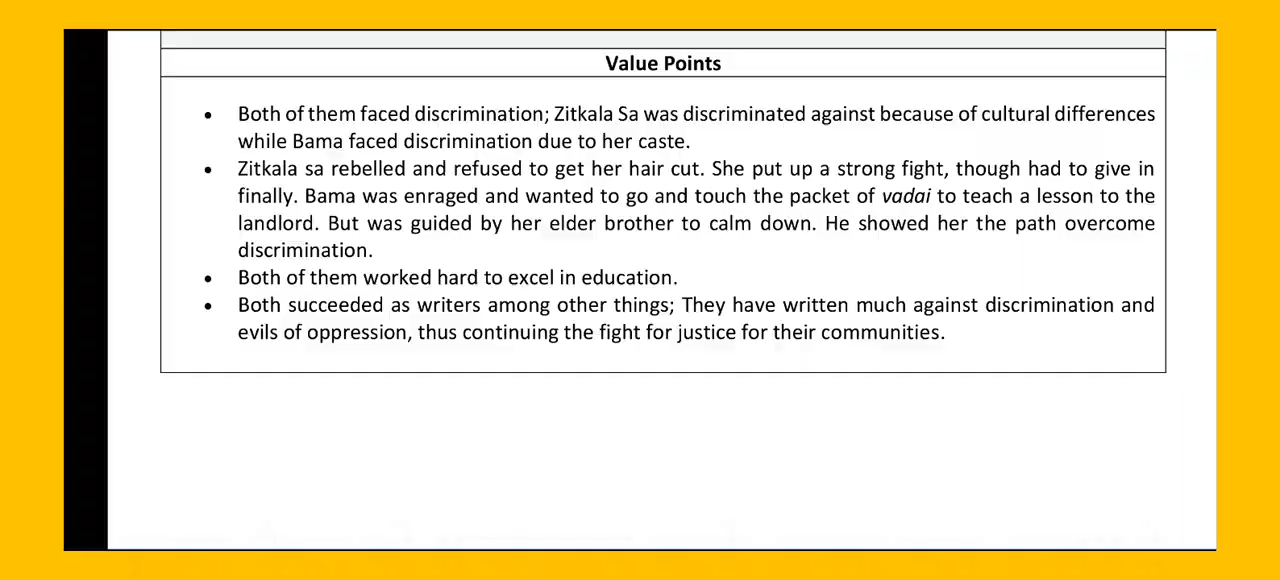 Value Points
• Both of them faced discrimination; Zitkala Sa was discriminated against because of cultural differences
while Bama faced discrimination due to her caste.
• Zitkala sa rebelled and refused to get her hair cut. She put up a strong fight, though had to give in
finally. Bama was enraged and wanted to go and touch the packet of vadai to teach a lesson to the
landlord. But was guided by her elder brother to calm down. He showed her the path overcome
discrimination.
• Both of them worked hard to excel in education.
• Both succeeded as writers among other things; They have written much against discrimination and
evils of oppression, thus continuing the fight for justice for their communities.